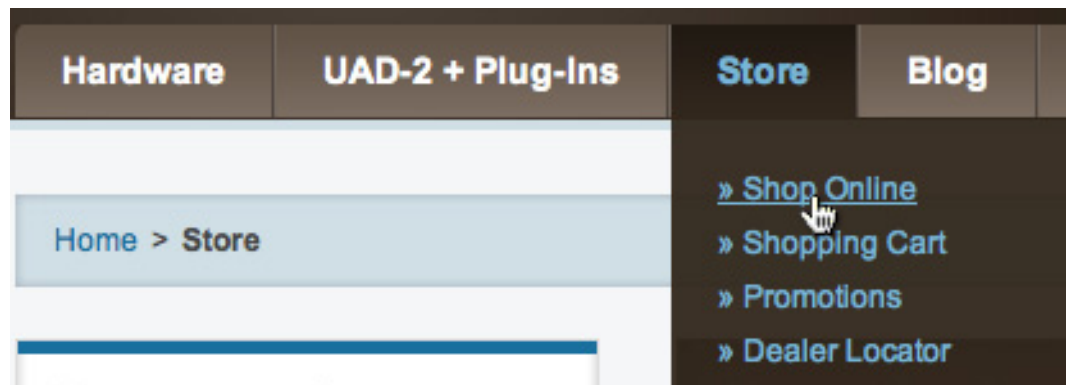 Hardware UAD-2 + Plug-Ins Store Blog
Home > Store
» Shop Online
» Shopping Cart
» Promotions
» Dealer Locator